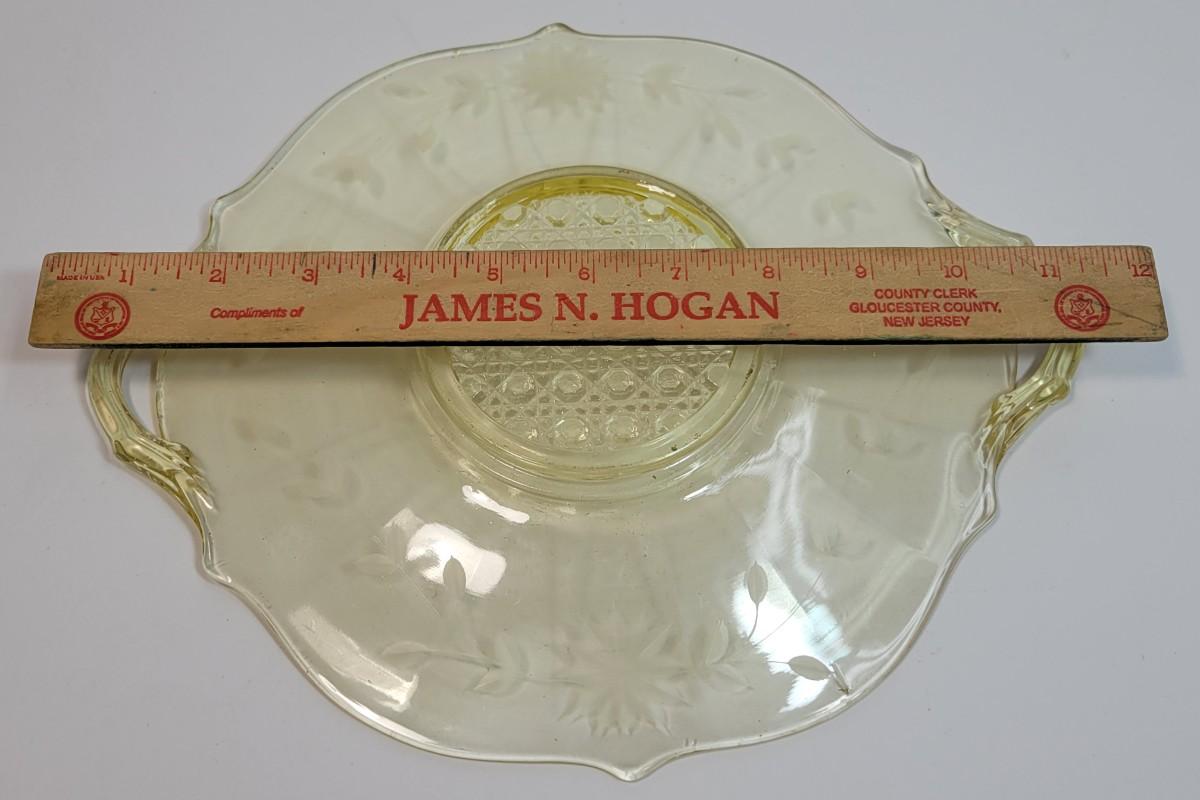 1 2 3 4 5 6 7 8 9 10 11 12
MADE IN USA
Compliments of
JAMES N. HOGAN
COUNTY CLERK
GLOUCESTER COUNTY,
NEW JERSEY